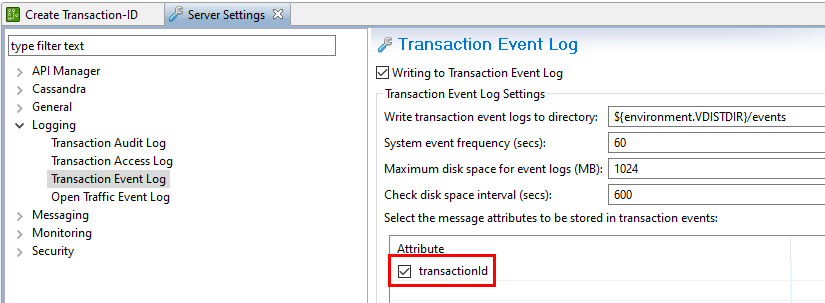 Create Transaction-ID
Server Settings
type filter text
API Manager
Cassandra
General
Logging
Transaction Audit Log
Transaction Access Log
Transaction Event Log
Open Traffic Event Log
Messaging
Monitoring
Security
Transaction Event Log
Writing to Transaction Event Log
Transaction Event Log Settings
Write transaction event logs to directory: ${environment.VDISTDIR}/events
System event frequency (secs): 60
Maximum disk space for event logs (MB): 1024
Check disk space interval (secs): 600
Select the message attributes to be stored in transaction events:
Attribute
transactionId